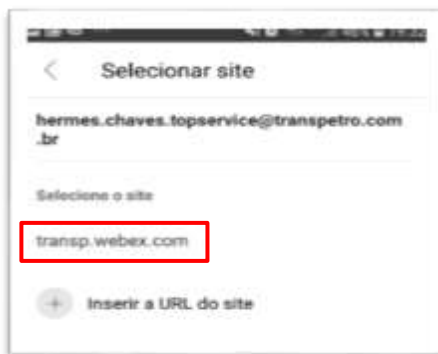 Selecionar site
hermes.chaves.topservice@transpetro.com
.br
Selecione o site
transp.webex.com
+ Inserir a URL do site